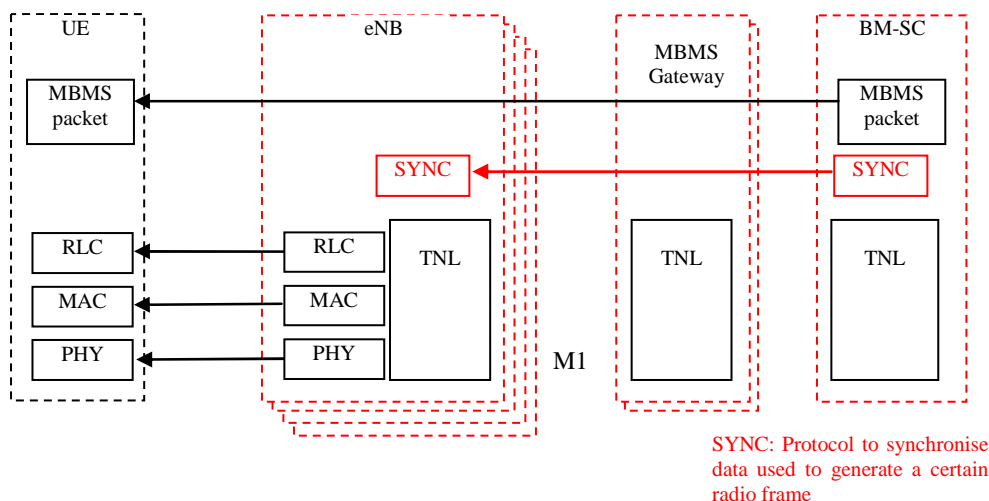 UE
eNB
MBMS
Gateway
BM-SC
MBMS
packet
MBMS
packet
SYNC
SYNC
RLC
RLC
TNL
TNL
TNL
MAC
MAC
PHY
PHY
M1
SYNC: Protocol to synchronise
data used to generate a certain
radio frame